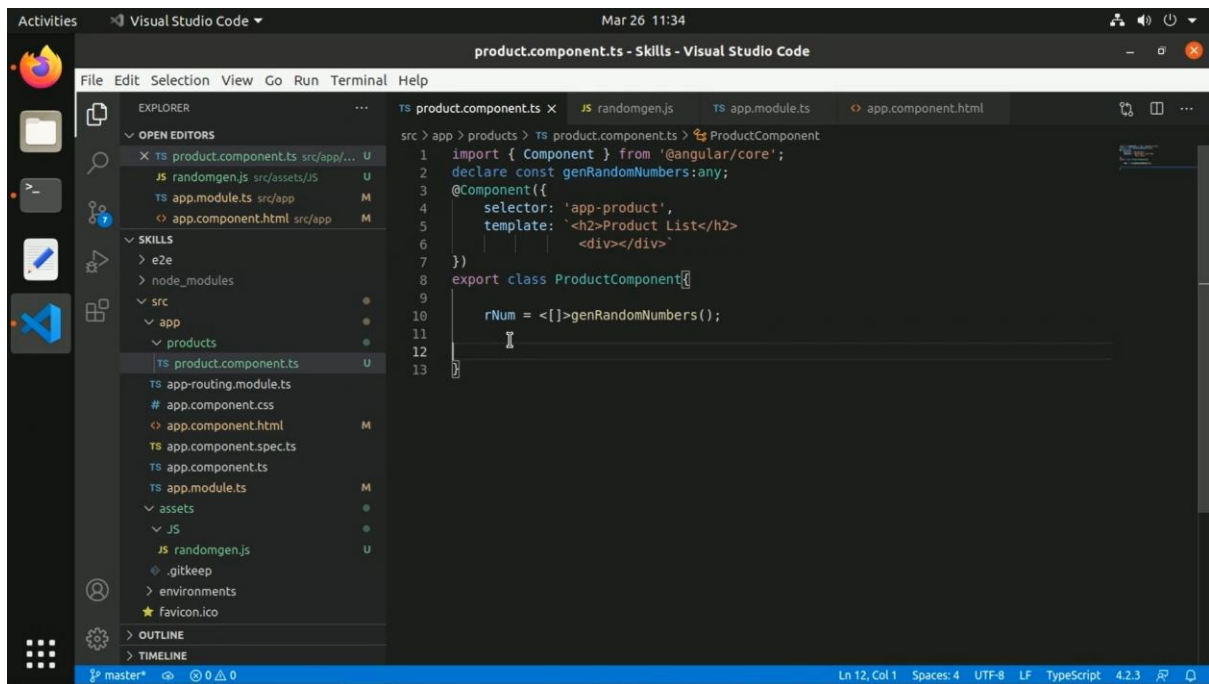 Activities
Visual Studio Code
Mar 26 11:34
product.component.ts - Skills - Visual Studio Code
File Edit Selection View Go Run Terminal Help
EXPLORER
OPEN EDITORS
TS product.component.ts src/app/... U
JS randomgen.js src/assets/JS U
TS app.module.ts src/app M
<> app.component.html src/app M
SKILLS
e2e
node_modules
src
app
products
TS product.component.ts U
TS app-routing.module.ts
# app.component.css
<> app.component.html M
TS app.component.spec.ts
TS app.component.ts
TS app.module.ts M
assets
JS
JS randomgen.js U
.gitkeep
environments
favicon.ico
OUTLINE
TIMELINE
7
TS product.component.ts
JS randomgen.js
TS app.module.ts
<> app.component.html
src > app > products > TS product.component.ts > ProductComponent
1 import { Component } from '@angular/core';
2 declare const genRandomNumbers:any;
3 @Component({
4 selector: 'app-product',
5 template: `<h2>Product List</h2>
6 <div></div>`
7 })
8 export class ProductComponent{
9
10 rNum = <[]>genRandomNumbers();
11
12
13 }
master* 0 0
Ln 12, Col 1 Spaces: 4 UTF-8 LF TypeScript 4.2.3